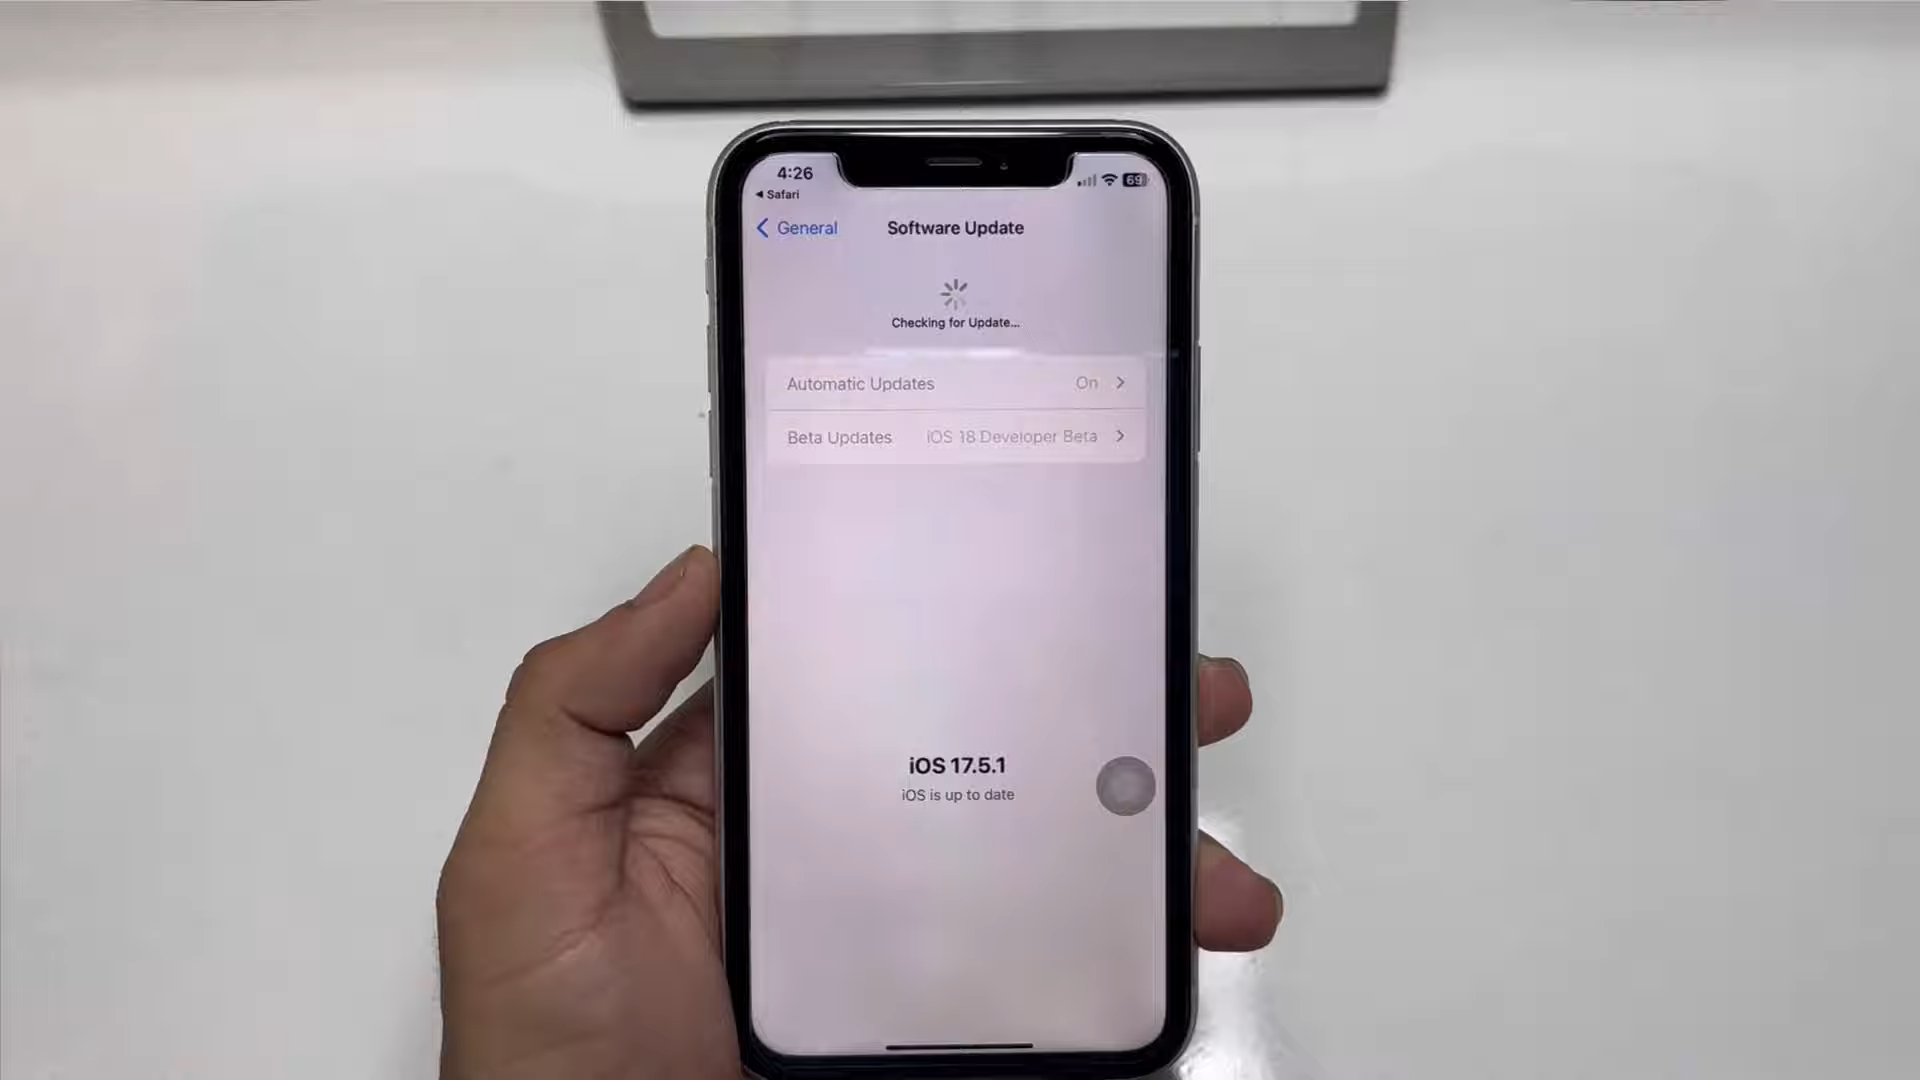 4:26
69
◀ Safari
General
Software Update
Checking for Update...
Automatic Updates On
Beta Updates iOS 18 Developer Beta
iOS 17.5.1
iOS is up to date